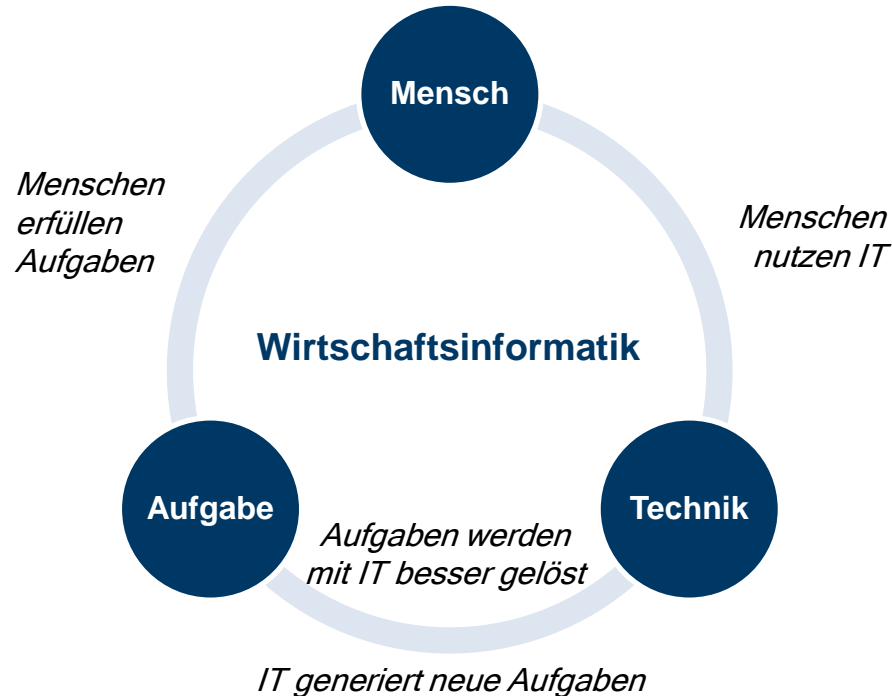 Mensch
Menschen
erfüllen
Aufgaben
Menschen
nutzen IT
Wirtschaftsinformatik
Aufgabe
Technik
Aufgaben werden
mit IT besser gelöst
IT generiert neue Aufgaben